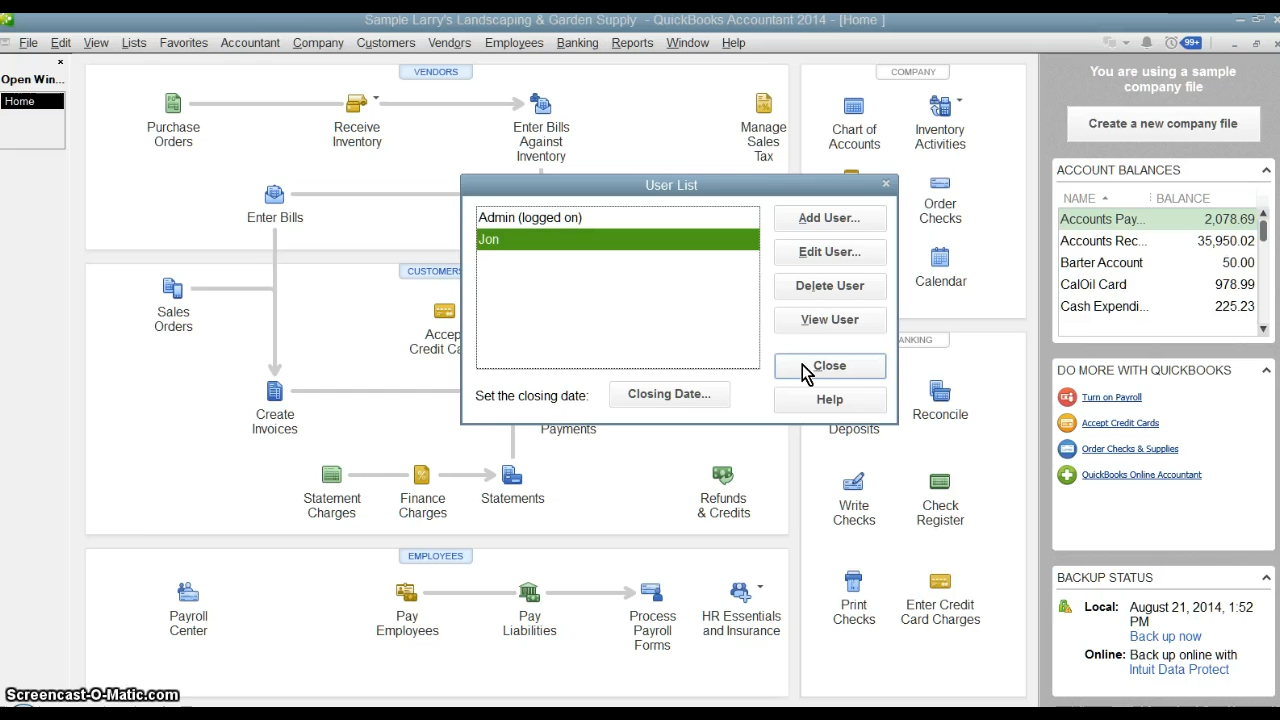 Sample Larry's Landscaping & Garden Supply - QuickBooks Accountant 2014 - [Home ]
File Edit View Lists Favorites Accountant Company Customers Vendors Employees Banking Reports Window Help
99+
Open Win...
Home
VENDORS
Purchase
Orders
Receive
Inventory
Enter Bills
Against
Inventory
Manage
Sales
Tax
Enter Bills
CUSTOMERS
Sales
Orders
Accept
Create
Invoices
Payments
Statement
Charges
Finance
Charges
Statements
Refunds
& Credits
EMPLOYEES
Payroll
Center
Pay
Employees
Pay
Liabilities
Process
Payroll
Forms
HR Essentials
and Insurance
COMPANY
Chart of
Accounts
Inventory
Activities
Order
Checks
Calendar
Deposits
Reconcile
Write
Checks
Check
Register
Print
Checks
Enter Credit
Card Charges
User List
Admin (logged on)
Jon
Add User...
Edit User...
Delete User
View User
Close
Help
Set the closing date:
Closing Date...
You are using a sample
company file
Create a new company file
ACCOUNT BALANCES
NAME BALANCE
Accounts Pay... 2,078.69
Accounts Rec... 35,950.02
Barter Account 50.00
CalOil Card 978.99
Cash Expendi... 225.23
DO MORE WITH QUICKBOOKS
Turn on Payroll
Accept Credit Cards
Order Checks & Supplies
QuickBooks Online Accountant
BACKUP STATUS
Local: August 21, 2014, 1:52
PM
Back up now
Online: Back up online with
Intuit Data Protect
Screencast-O-Matic.com